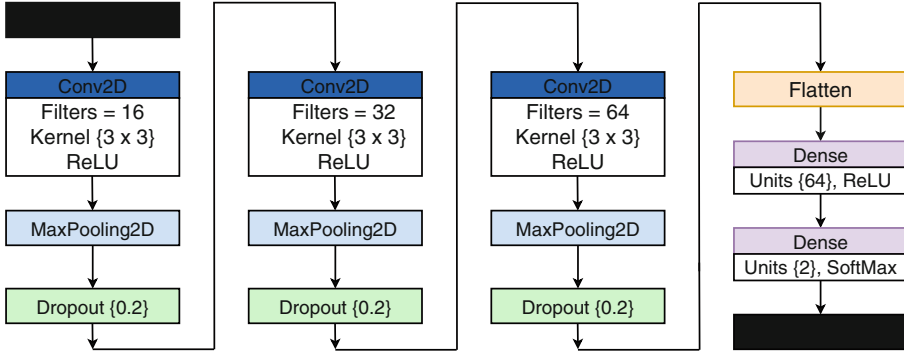 Conv2D
Filters = 16
Kernel {3 x 3}
ReLU
MaxPooling2D
Dropout {0.2}
Conv2D
Filters = 32
Kernel {3 x 3}
ReLU
MaxPooling2D
Dropout {0.2}
Conv2D
Filters = 64
Kernel {3 x 3}
ReLU
MaxPooling2D
Dropout {0.2}
Flatten
Dense
Units {64}, ReLU
Dense
Units {2}, SoftMax